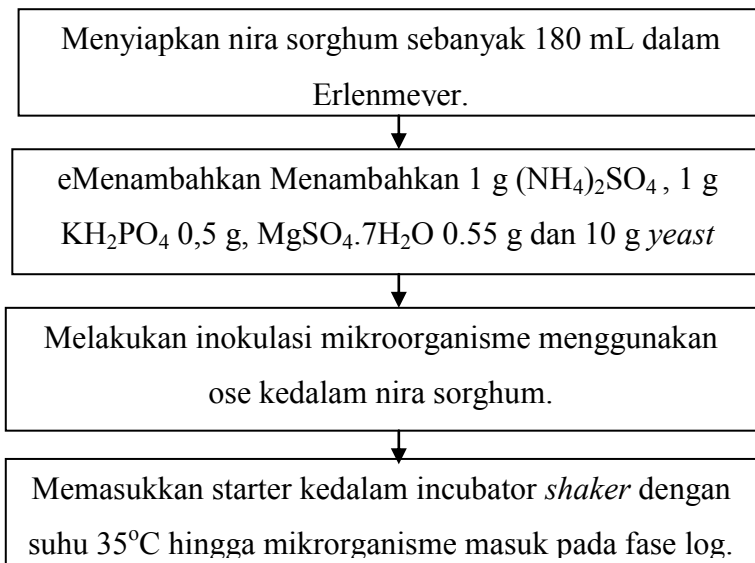 Menyiapkan nira sorghum sebanyak 180 mL dalam
Erlenmever.
eMenambahkan Menambahkan 1 g (NH₄)₂SO₄ , 1 g
KH₂PO₄ 0,5 g, MgSO₄.7H₂O 0.55 g dan 10 g yeast
Melakukan inokulasi mikroorganisme menggunakan
ose kedalam nira sorghum.
Memasukkan starter kedalam incubator shaker dengan
suhu 35°C hingga mikrorganisme masuk pada fase log.